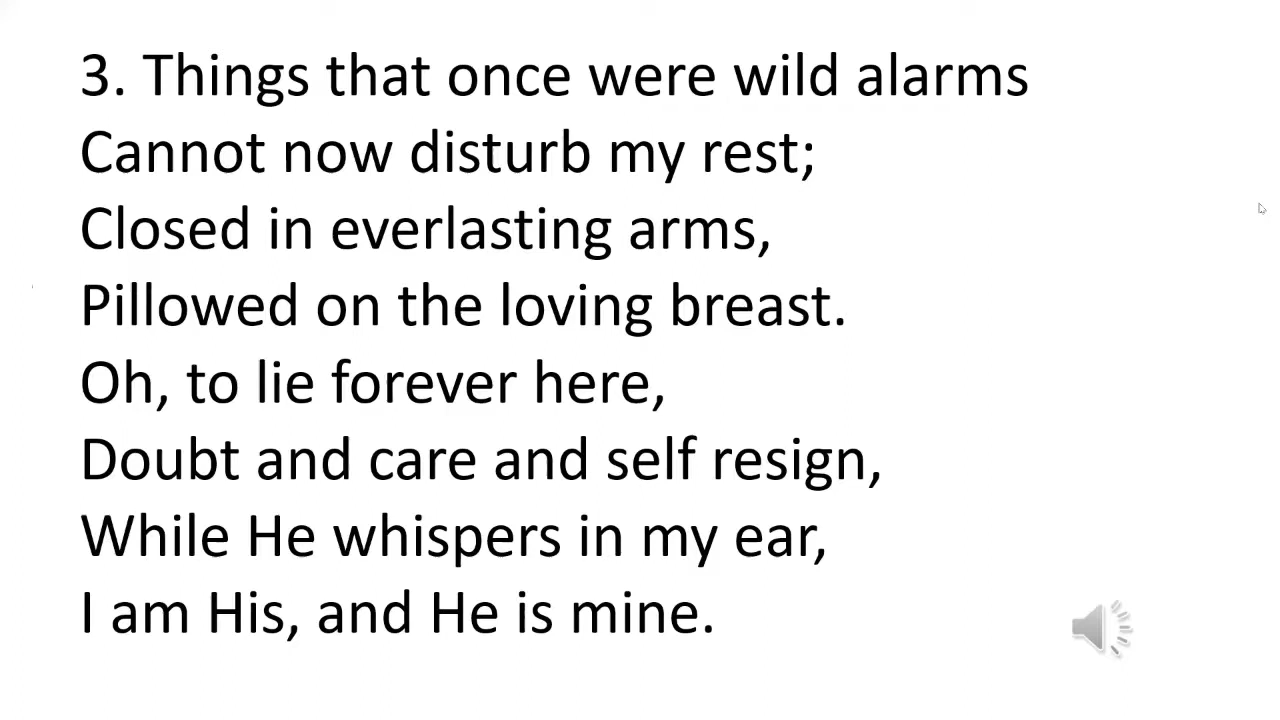 3. Things that once were wild alarms
Cannot now disturb my rest;
Closed in everlasting arms,
Pillowed on the loving breast.
Oh, to lie forever here,
Doubt and care and self resign,
While He whispers in my ear,
I am His, and He is mine.